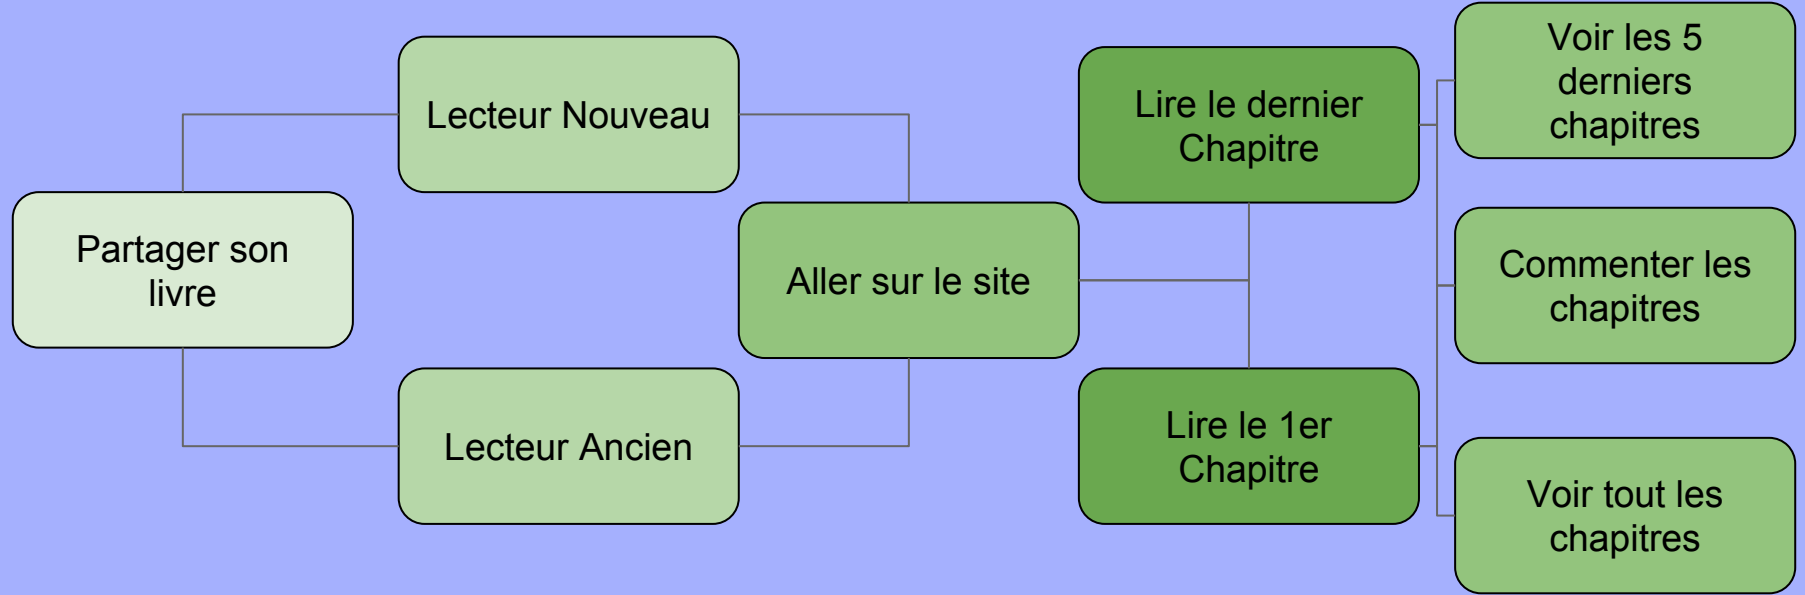 Partager son
livre
Lecteur Nouveau
Lecteur Ancien
Aller sur le site
Lire le dernier
Chapitre
Lire le 1er
Chapitre
Voir les 5
derniers
chapitres
Commenter les
chapitres
Voir tout les
chapitres